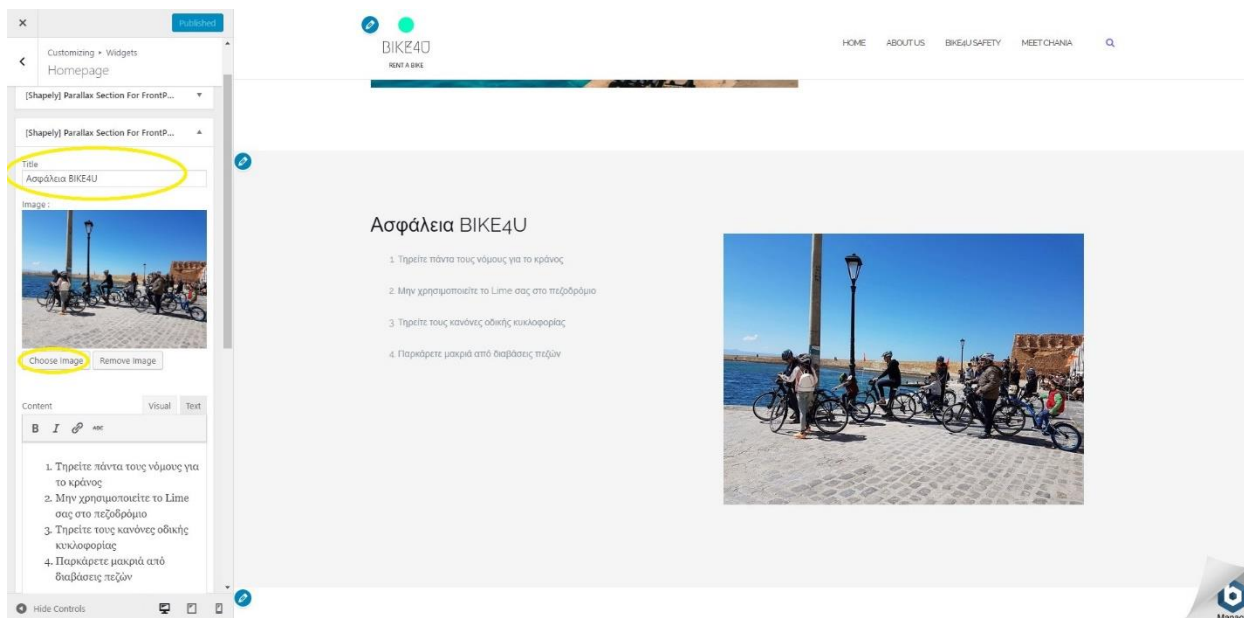 ×
Published
Customizing ▸ Widgets
Homepage
[Shapely] Parallax Section For FrontP...
[Shapely] Parallax Section For FrontP...
Title
Ασφάλεια BIKE4U
Image :
Choose Image
Remove Image
Content
Visual
Text
B I ABC
1. Τηρείτε πάντα τους νόμους για
το κράνος
2. Μην χρησιμοποιείτε το Lime
σας στο πεζοδρόμιο
3. Τηρείτε τους κανόνες οδικής
κυκλοφορίας
4. Παρκάρετε μακριά από
διαβάσεις πεζών
Hide Controls
BIKE4U
RENT A BIKE
HOME ABOUT US BIKE4U SAFETY MEET CHANIA
Ασφάλεια BIKE4U
1. Τηρείτε πάντα τους νόμους για το κράνος
2. Μην χρησιμοποιείτε το Lime σας στο πεζοδρόμιο
3. Τηρείτε τους κανόνες οδικής κυκλοφορίας
4. Παρκάρετε μακριά από διαβάσεις πεζών